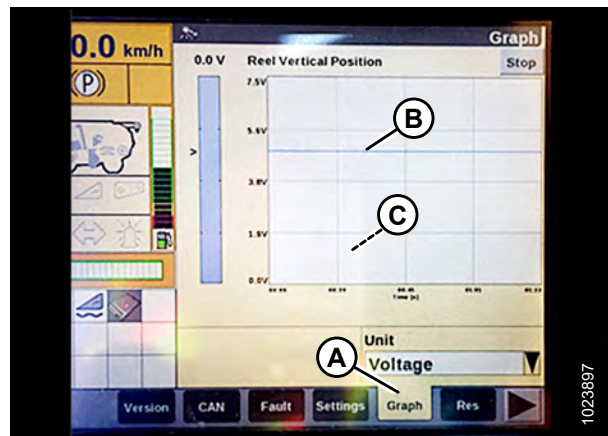 0.0 km/h
(P)
Graph
0.0 V
Reel Vertical Position
Stop
7.5V
5.6V
B
>
3.8V
C
1.9V
0.0V
Time [s]
Unit
A
Voltage
Version
CAN
Fault
Settings
Graph
Res
1023897